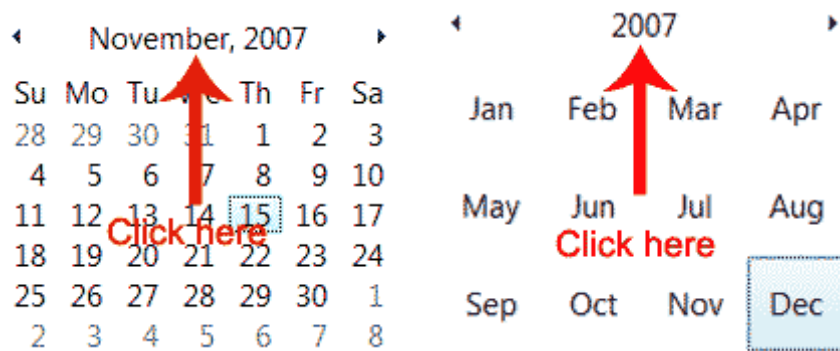 November, 2007
Su Mo Tu We Th Fr Sa
28 29 30 31 1 2 3
4 5 6 7 8 9 10
11 12 13 14 15 16 17
Click here
18 19 20 21 22 23 24
25 26 27 28 29 30 1
2 3 4 5 6 7 8
2007
Jan Feb Mar Apr
May Jun Jul Aug
Click here
Sep Oct Nov Dec